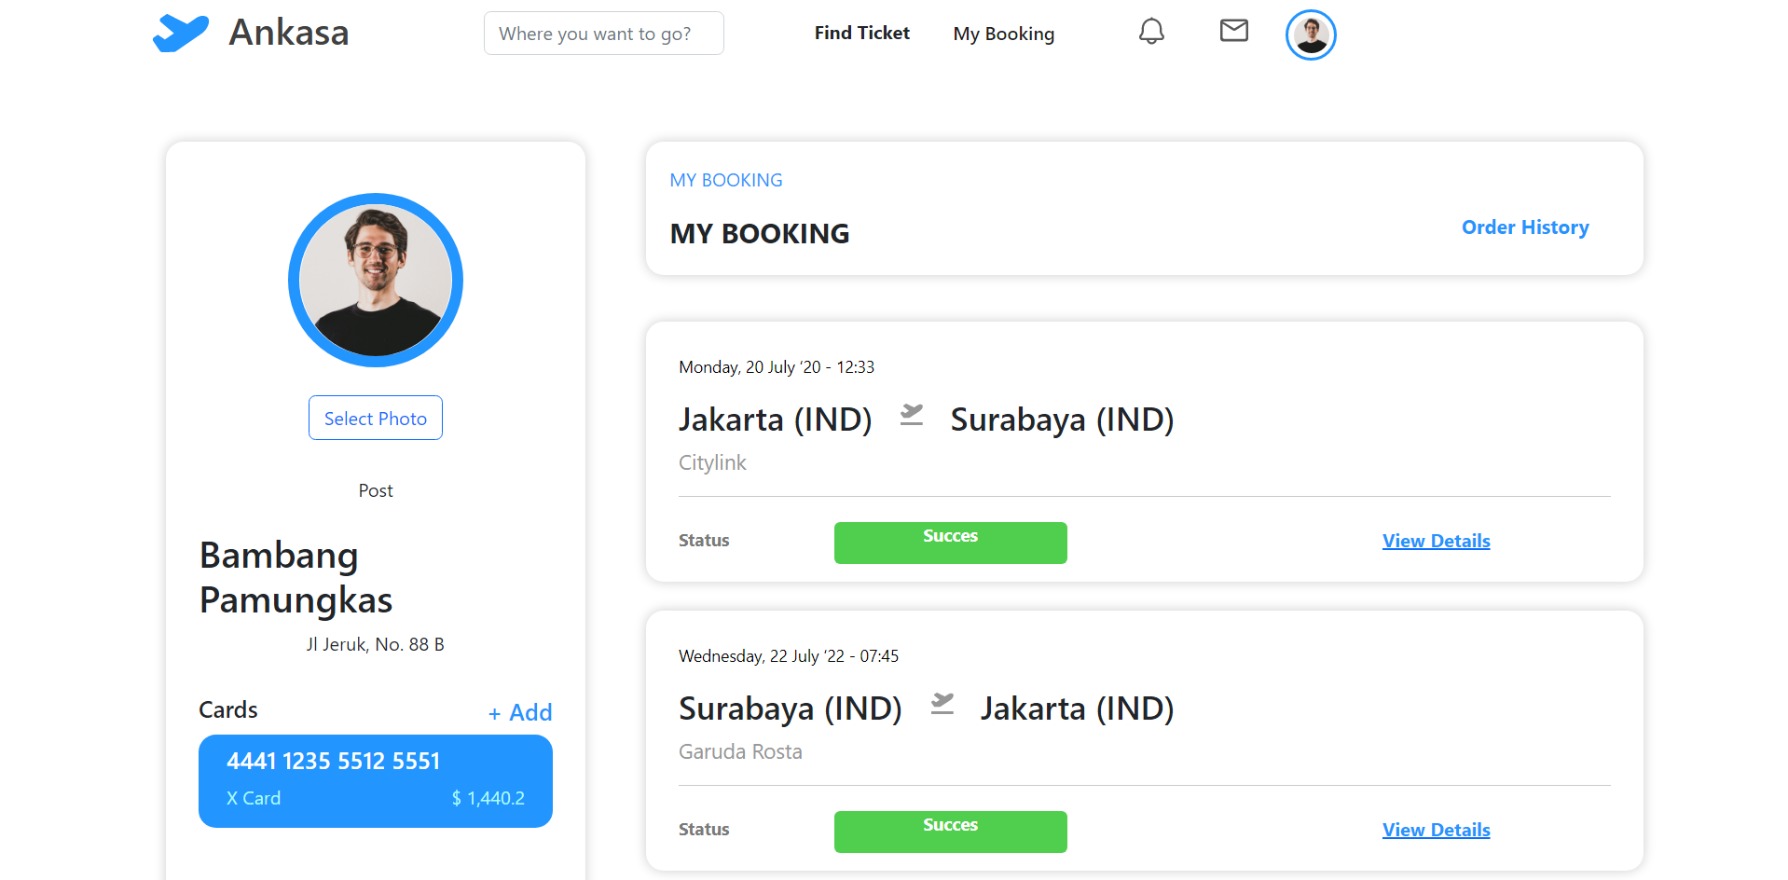 Ankasa
Where you want to go?
Find Ticket
My Booking
Select Photo
Post
Bambang
Pamungkas
Jl Jeruk, No. 88 B
Cards
+ Add
4441 1235 5512 5551
X Card
$ 1,440.2
MY BOOKING
MY BOOKING
Order History
Monday, 20 July ‘20 - 12:33
Jakarta (IND)
Surabaya (IND)
Citylink
Status
Succes
View Details
Wednesday, 22 July ‘22 - 07:45
Surabaya (IND)
Jakarta (IND)
Garuda Rosta
Status
Succes
View Details